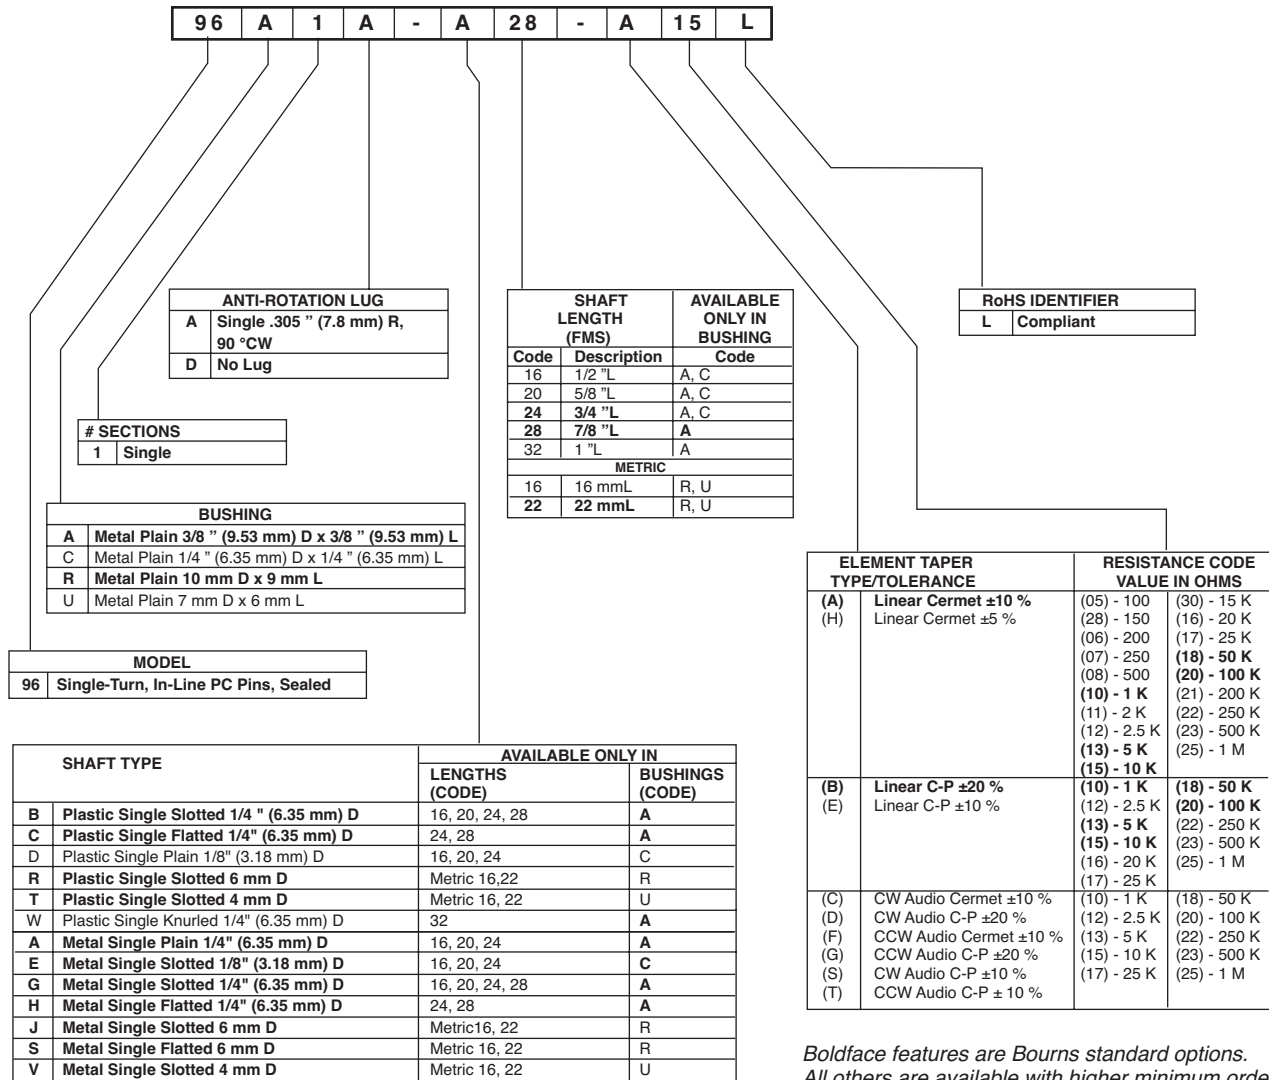 96 A 1 A - A 28 - A 15 L
ANTI-ROTATION LUG
A Single .305 ” (7.8 mm) R,
90 °CW
D No Lug
# SECTIONS
1 Single
BUSHING
A Metal Plain 3/8 ” (9.53 mm) D x 3/8 ” (9.53 mm) L
C Metal Plain 1/4 ” (6.35 mm) D x 1/4 ” (6.35 mm) L
R Metal Plain 10 mm D x 9 mm L
U Metal Plain 7 mm D x 6 mm L
MODEL
96 Single-Turn, In-Line PC Pins, Sealed
SHAFT AVAILABLE
LENGTH ONLY IN
(FMS) BUSHING
Code Description Code
16 1/2 ”L A, C
20 5/8 ”L A, C
24 3/4 ”L A, C
28 7/8 ”L A
32 1 ”L A
METRIC
16 16 mmL R, U
22 22 mmL R, U
RoHS IDENTIFIER
L Compliant
SHAFT TYPE AVAILABLE ONLY IN
LENGTHS BUSHINGS
(CODE) (CODE)
B Plastic Single Slotted 1/4 " (6.35 mm) D 16, 20, 24, 28 A
C Plastic Single Flatted 1/4" (6.35 mm) D 24, 28 A
D Plastic Single Plain 1/8" (3.18 mm) D 16, 20, 24 C
R Plastic Single Slotted 6 mm D Metric 16,22 R
T Plastic Single Slotted 4 mm D Metric 16, 22 U
W Plastic Single Knurled 1/4" (6.35 mm) D 32 A
A Metal Single Plain 1/4" (6.35 mm) D 16, 20, 24 A
E Metal Single Slotted 1/8" (3.18 mm) D 16, 20, 24 C
G Metal Single Slotted 1/4" (6.35 mm) D 16, 20, 24, 28 A
H Metal Single Flatted 1/4" (6.35 mm) D 24, 28 A
J Metal Single Slotted 6 mm D Metric16, 22 R
S Metal Single Flatted 6 mm D Metric 16, 22 R
V Metal Single Slotted 4 mm D Metric 16, 22 U
ELEMENT TAPER RESISTANCE CODE
TYPE/TOLERANCE VALUE IN OHMS
(A) Linear Cermet ±10 % (05) - 100 (30) - 15 K
(H) Linear Cermet ±5 % (28) - 150 (16) - 20 K
(06) - 200 (17) - 25 K
(07) - 250 (18) - 50 K
(08) - 500 (20) - 100 K
(10) - 1 K (21) - 200 K
(11) - 2 K (22) - 250 K
(12) - 2.5 K (23) - 500 K
(13) - 5 K (25) - 1 M
(15) - 10 K
(B) Linear C-P ±20 % (10) - 1 K (18) - 50 K
(E) Linear C-P ±10 % (12) - 2.5 K (20) - 100 K
(13) - 5 K (22) - 250 K
(15) - 10 K (23) - 500 K
(16) - 20 K (25) - 1 M
(17) - 25 K
(C) CW Audio Cermet ±10 % (10) - 1 K (18) - 50 K
(D) CW Audio C-P ±20 % (12) - 2.5 K (20) - 100 K
(F) CCW Audio Cermet ±10 % (13) - 5 K (22) - 250 K
(G) CCW Audio C-P ±20 % (15) - 10 K (23) - 500 K
(S) CW Audio C-P ±10 % (17) - 25 K (25) - 1 M
(T) CCW Audio C-P ± 10 %
Boldface features are Bourns standard options.
All others are available with higher minimum orde